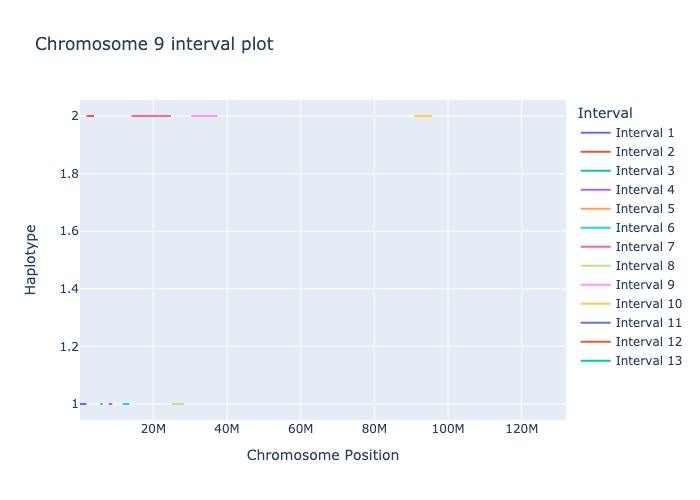 Chromosome 9 interval plot
Interval
Interval 1
Interval 2
Interval 3
Interval 4
Interval 5
Interval 6
Interval 7
Interval 8
Interval 9
Interval 10
Interval 11
Interval 12
Interval 13
Haplotype
2
1.8
1.6
1.4
1.2
1
20M 40M 60M 80M 100M 120M
Chromosome Position